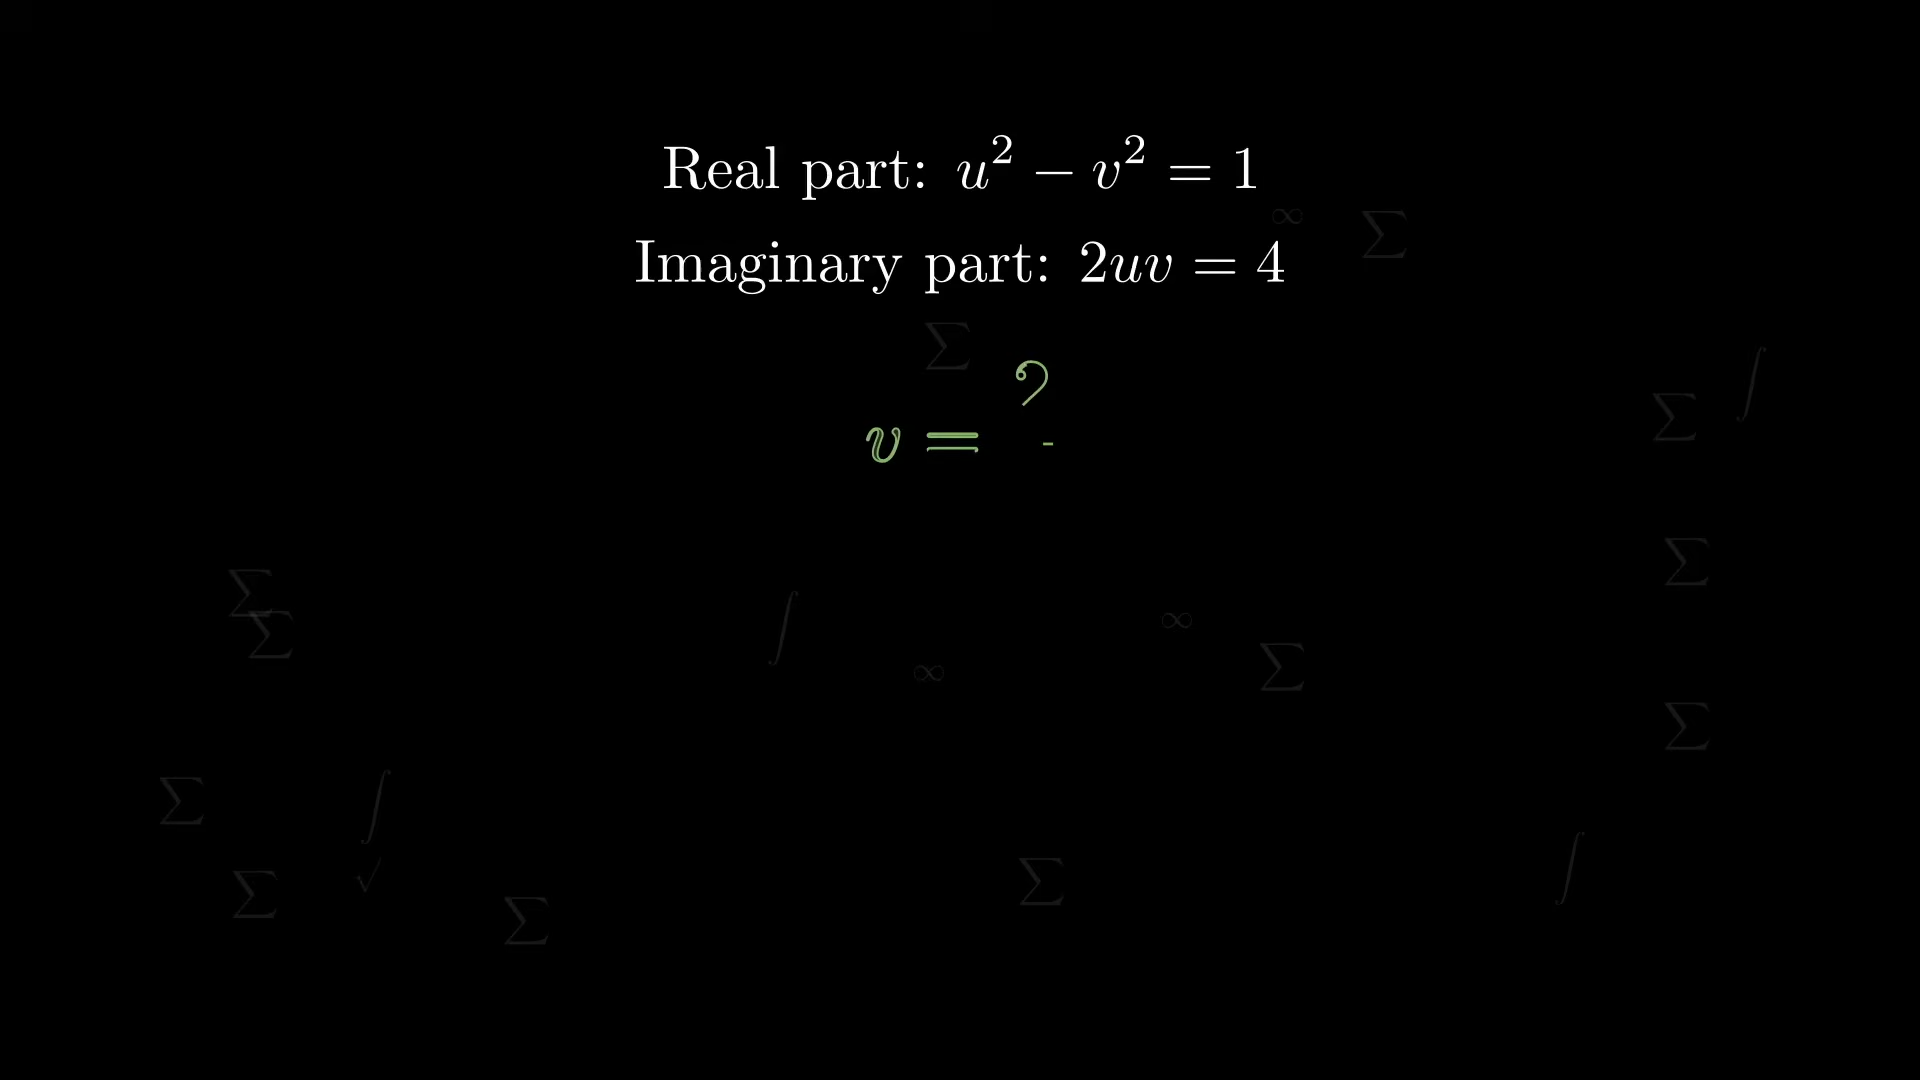 Real part: u² − v² = 1
Imaginary part: 2uv = 4
v =